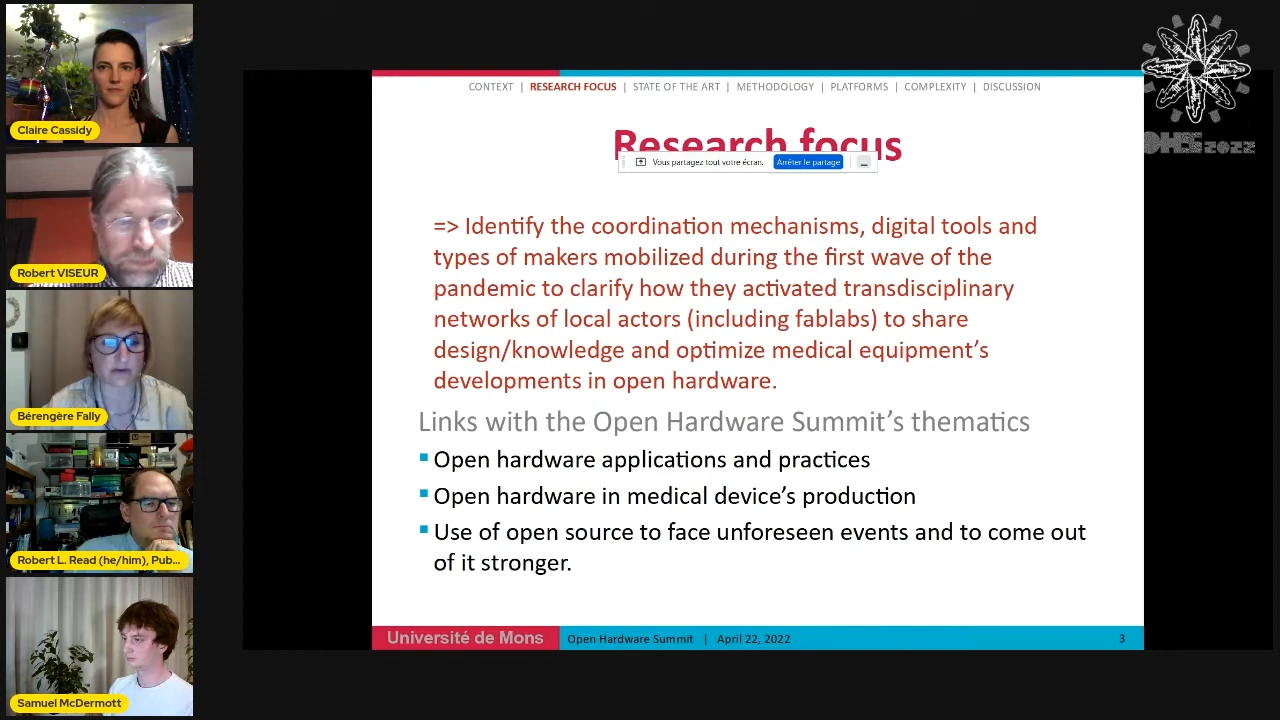 Claire Cassidy
Robert VISEUR
Bérengère Fally
Robert L. Read (he/him), Pub...
Samuel McDermott
CONTEXT | RESEARCH FOCUS | STATE OF THE ART | METHODOLOGY | PLATFORMS | COMPLEXITY | DISCUSSION
Research focus
Vous partagez tout votre écran. Arrêter le partage
=> Identify the coordination mechanisms, digital tools and
types of makers mobilized during the first wave of the
pandemic to clarify how they activated transdisciplinary
networks of local actors (including fablabs) to share
design/knowledge and optimize medical equipment’s
developments in open hardware.
Links with the Open Hardware Summit’s thematics
Open hardware applications and practices
Open hardware in medical device’s production
Use of open source to face unforeseen events and to come out
of it stronger.
Université de Mons Open Hardware Summit | April 22, 2022 3
OHS2022